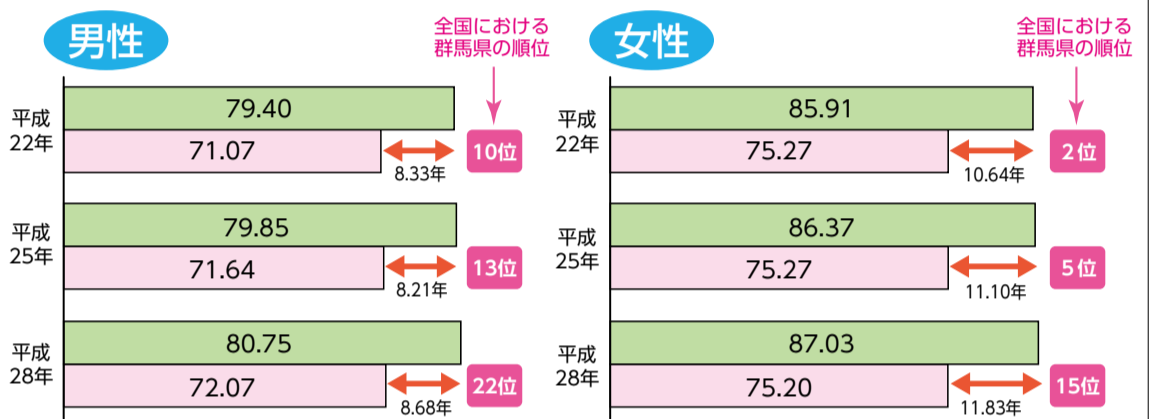 男性
全国における
群馬県の順位
平成
22年
79.40
71.07
8.33年
10位
平成
25年
79.85
71.64
8.21年
13位
平成
28年
80.75
72.07
8.68年
22位
女性
全国における
群馬県の順位
平成
22年
85.91
75.27
10.64年
2位
平成
25年
86.37
75.27
11.10年
5位
平成
28年
87.03
75.20
11.83年
15位